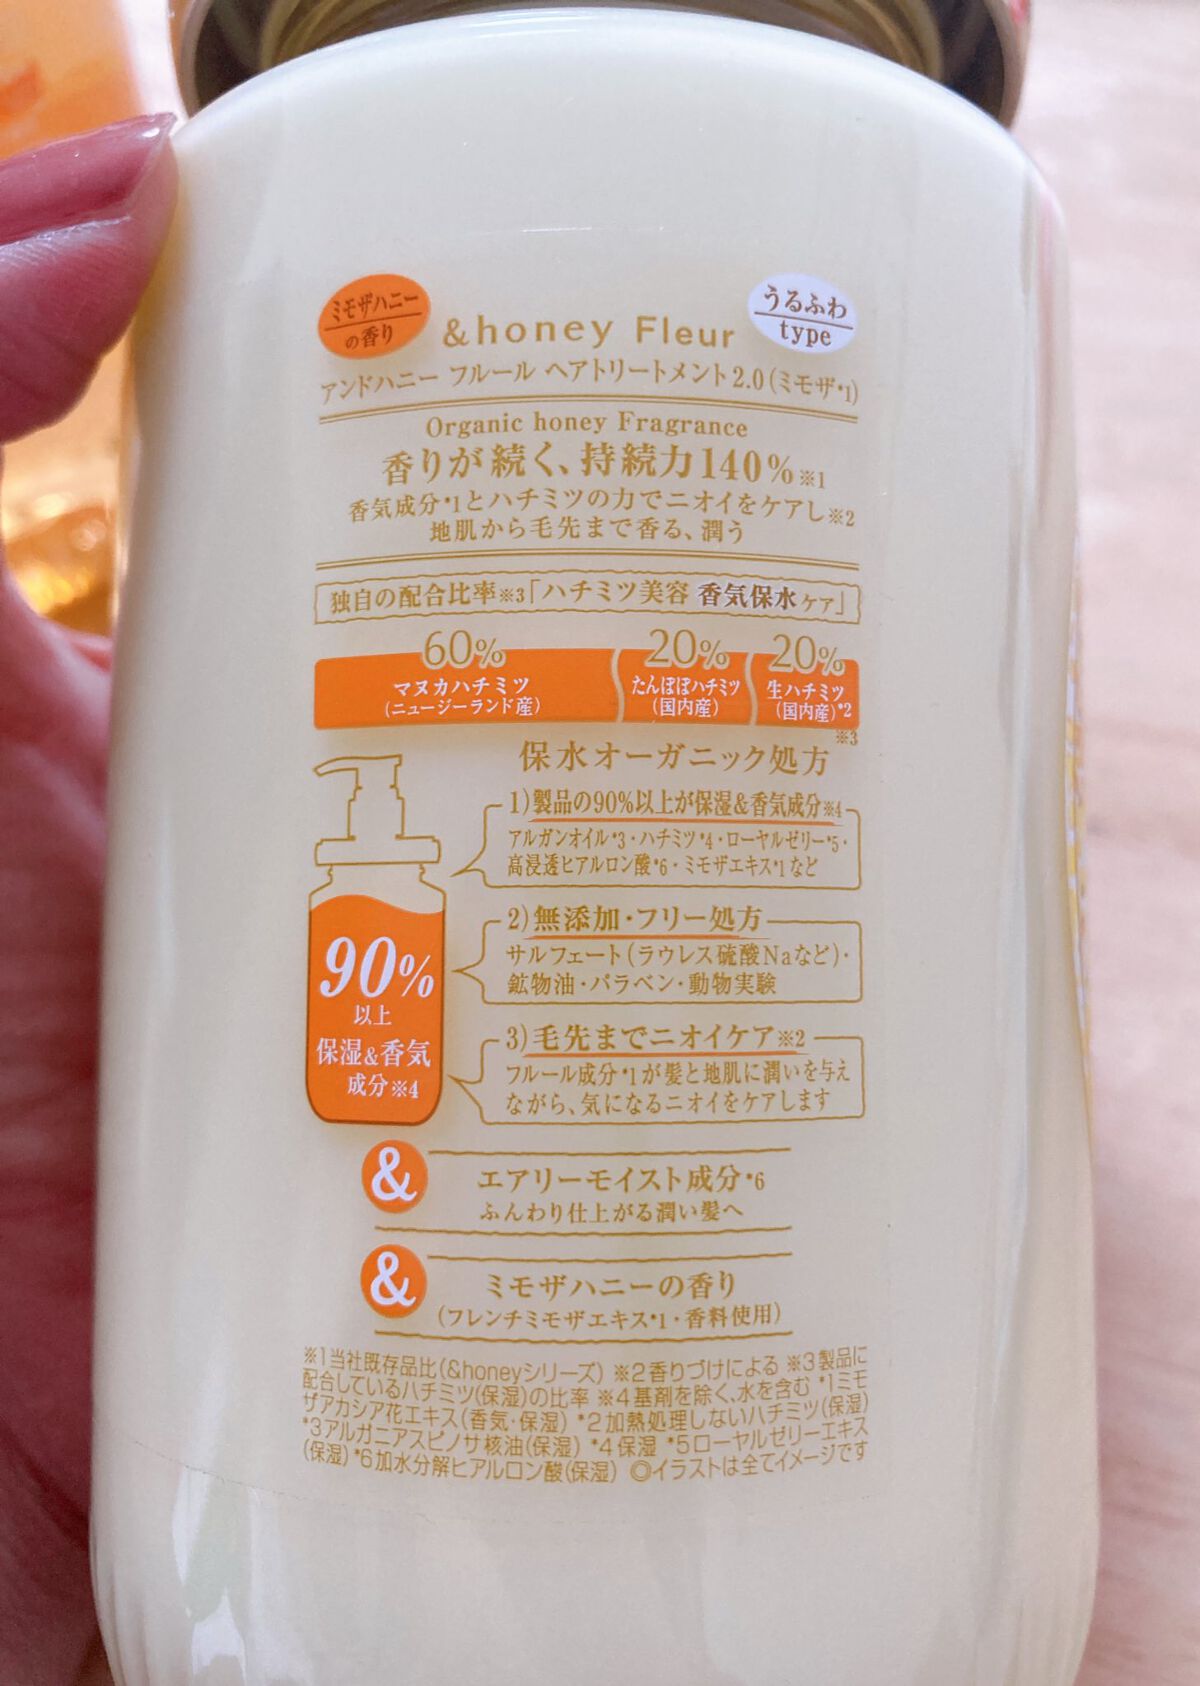 ミモザハニー
の香り
&honey Fleur
うるふわ
type
アンドハニー フルール ヘアトリートメント2.0(ミモザ*1)
Organic honey Fragrance
香りが続く、持続力140%※1
香気成分*1とハチミツの力でニオイをケアし※2
地肌から毛先まで香る、潤う
独自の配合比率※3「ハチミツ美容 香気保水ケア」
60%
マヌカハチミツ
(ニュージーランド産)
20%
たんぽぽハチミツ
(国内産)
20%
生ハチミツ
(国内産)*2
※3
保水オーガニック処方
1)製品の90%以上が保湿&香気成分※4
アルガンオイル*3・ハチミツ*4・ローヤルゼリー*5・
高浸透ヒアルロン酸*6・ミモザエキス*1など
2)無添加・フリー処方
サルフェート(ラウレス硫酸Naなど)・
鉱物油・パラベン・動物実験
3)毛先までニオイケア※2
フルール成分*1が髪と地肌に潤いを与え
ながら、気になるニオイをケアします
90%
以上
保湿&香気
成分※4
&
エアリーモイスト成分*6
ふんわり仕上がる潤い髪へ
&
ミモザハニーの香り
(フレンチミモザエキス*1・香料使用)
※1当社既存品比(&honeyシリーズ) ※2香りづけによる ※3製品に
配合しているハチミツ(保湿)の比率 ※4基剤を除く、水を含む *1ミモ
ザアカシア花エキス(香気・保湿) *2加熱処理しないハチミツ(保湿)
*3アルガニアスピノサ核油(保湿) *4保湿 *5ローヤルゼリーエキス
(保湿) *6加水分解ヒアルロン酸(保湿) ◎イラストは全てイメージです